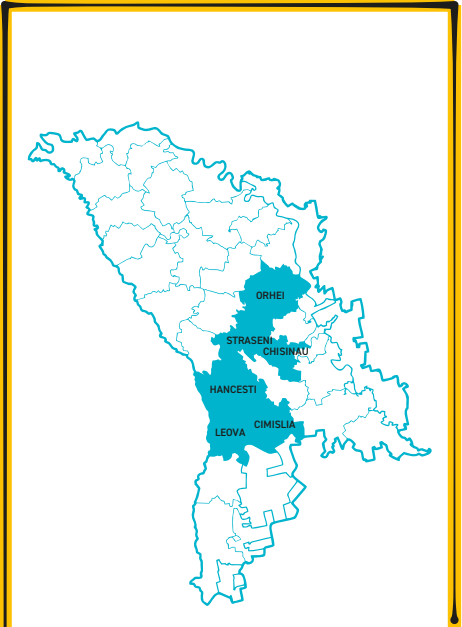 ORHEI
STRASENI
CHISINAU
HANCESTI
CIMISLIA
LEOVA